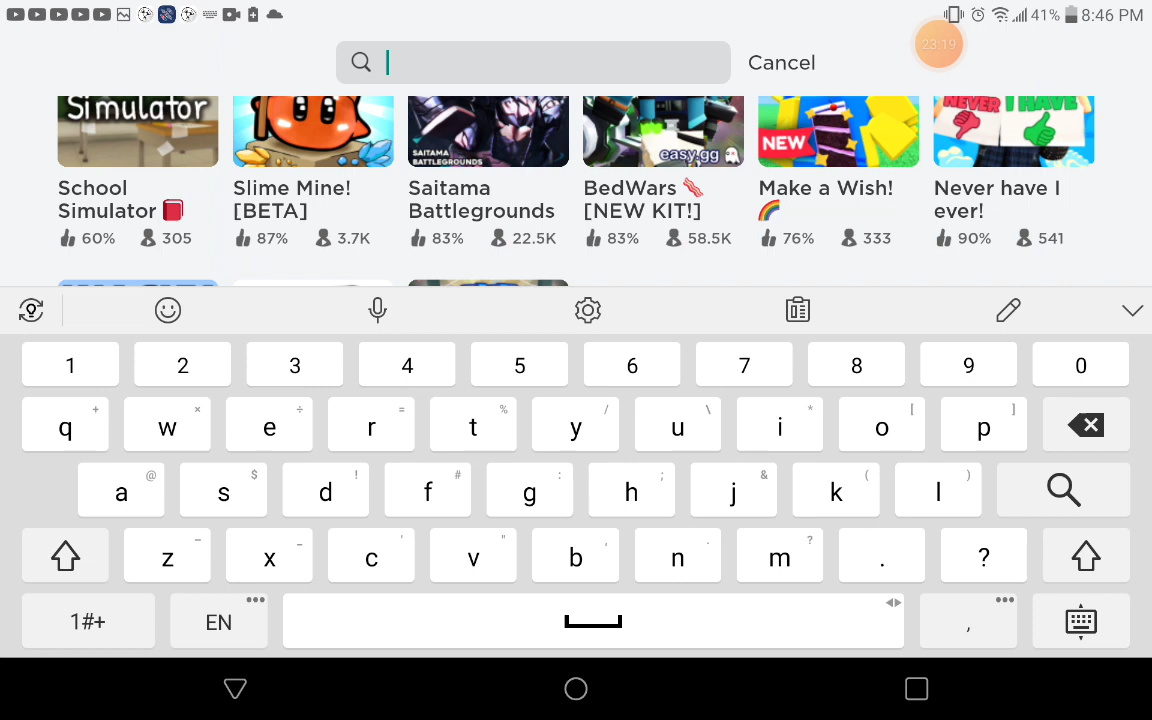 41% 8:46 PM
23:19
Cancel
Simulator
SAITAMA
BATTLEGROUNDS
easy.gg
NEW
NEVER I HAVE
School
Simulator 📕
60% 305
Slime Mine!
[BETA]
87% 3.7K
Saitama
Battlegrounds
83% 22.5K
BedWars 🥓
[NEW KIT!]
83% 58.5K
Make a Wish!
🌈
76% 333
Never have I
ever!
90% 541
1 2 3 4 5 6 7 8 9 0
q + w × e ÷ r = t % y / u \ i * o [ p ]
a @ s $ d ! f # g : h ; j & k ( l )
z - x _ c ' v " b , n . m ? . ?
1#+ EN ,